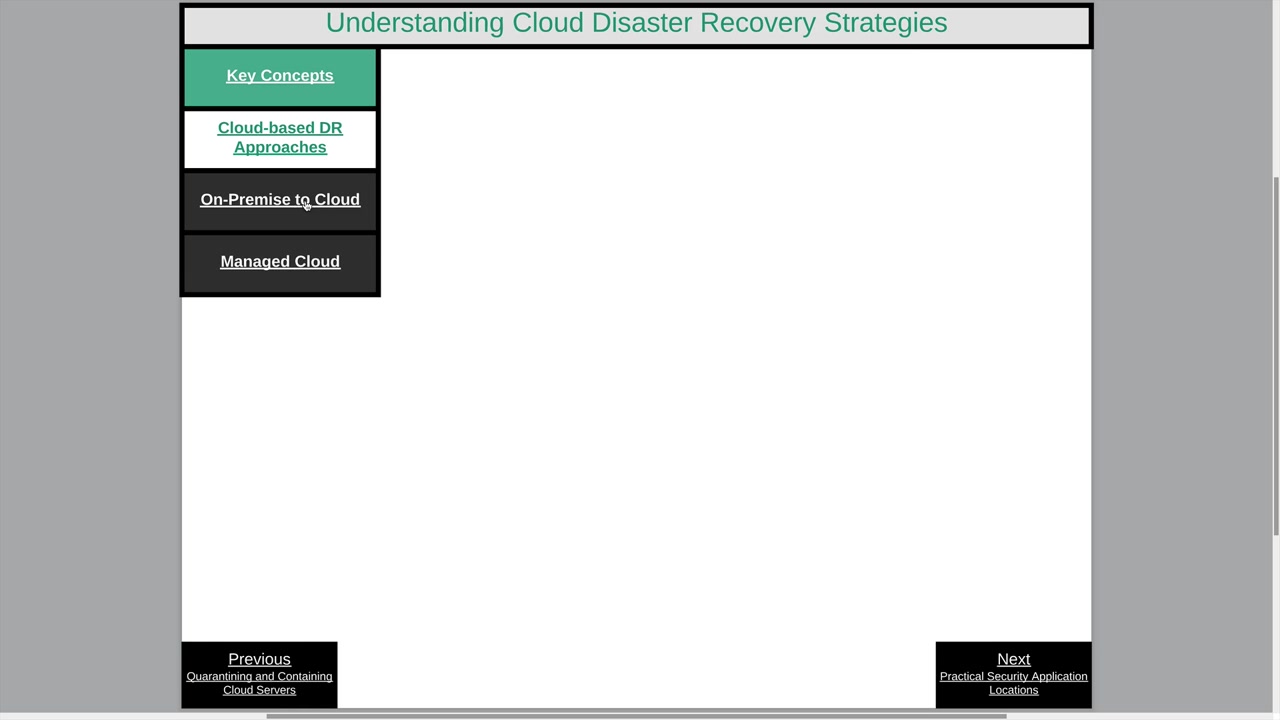 Understanding Cloud Disaster Recovery Strategies
Key Concepts
Cloud-based DR
Approaches
On-Premise to Cloud
Managed Cloud
Previous
Quarantining and Containing
Cloud Servers
Next
Practical Security Application
Locations